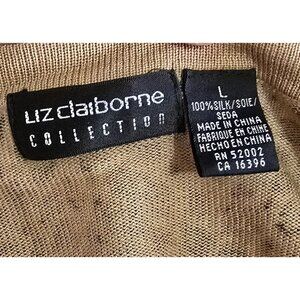 liz claiborne
COLLECTION
L
100%SILK/SOIE/
SEDA
MADE IN CHINA
FABRIQUE EN CHINE
HECHO EN CHINA
RN 52002
CA 16396